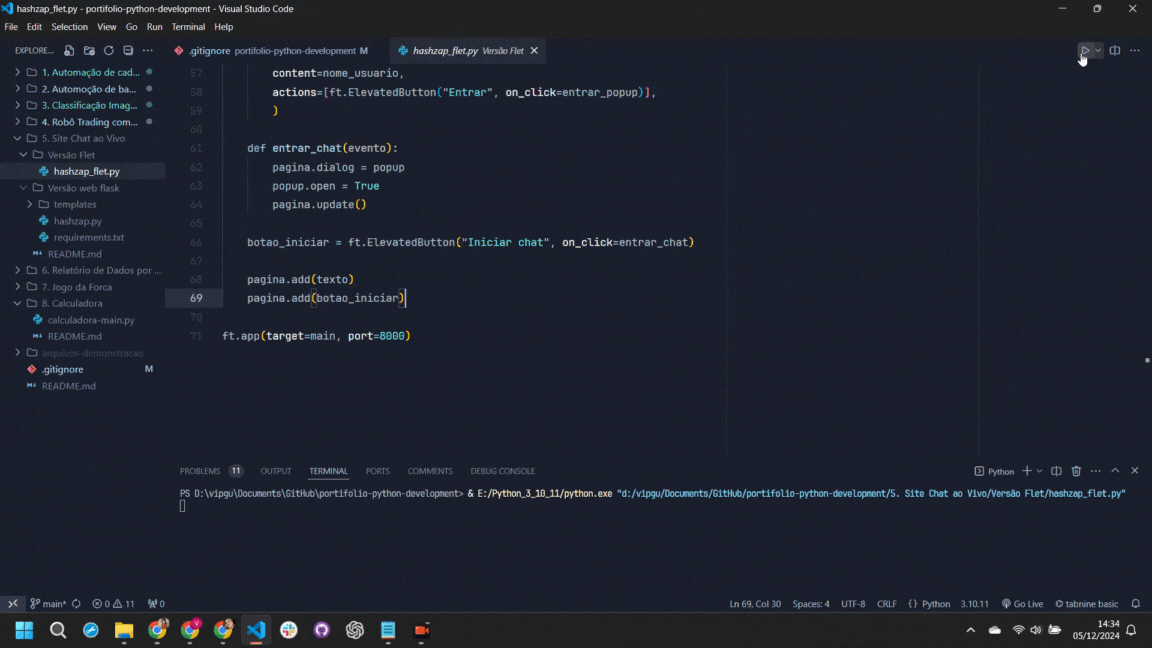 hashzap_flet.py - portifolio-python-development - Visual Studio Code
File Edit Selection View Go Run Terminal Help
EXPLORE...
.gitignore portifolio-python-development M
hashzap_flet.py Versão Flet
1. Automação de cad...
2. Automoção de ba...
3. Classificação Imag...
4. Robô Trading com...
5. Site Chat ao Vivo
Versão Flet
hashzap_flet.py
Versão web flask
templates
hashzap.py
requirements.txt
README.md
6. Relatório de Dados por ...
7. Jogo da Forca
8. Calculadora
calculadora-main.py
README.md
arquivos-demonstracao
.gitignore M
README.md
57 content=nome_usuario,
58 actions=[ft.ElevatedButton("Entrar", on_click=entrar_popup)],
59 )
60
61 def entrar_chat(evento):
62 pagina.dialog = popup
63 popup.open = True
64 pagina.update()
65
66 botao_iniciar = ft.ElevatedButton("Iniciar chat", on_click=entrar_chat)
67
68 pagina.add(texto)
69 pagina.add(botao_iniciar)
70
71 ft.app(target=main, port=8000)
PROBLEMS 11 OUTPUT TERMINAL PORTS COMMENTS DEBUG CONSOLE
Python
PS D:\vipgu\Documents\GitHub\portifolio-python-development> & E:/Python_3_10_11/python.exe "d:/vipgu/Documents/GitHub/portifolio-python-development/5. Site Chat ao Vivo/Versão Flet/hashzap_flet.py"
main* 0 11 0
Ln 69, Col 30 Spaces: 4 UTF-8 CRLF {} Python 3.10.11 Go Live tabnine basic
14:34
05/12/2024